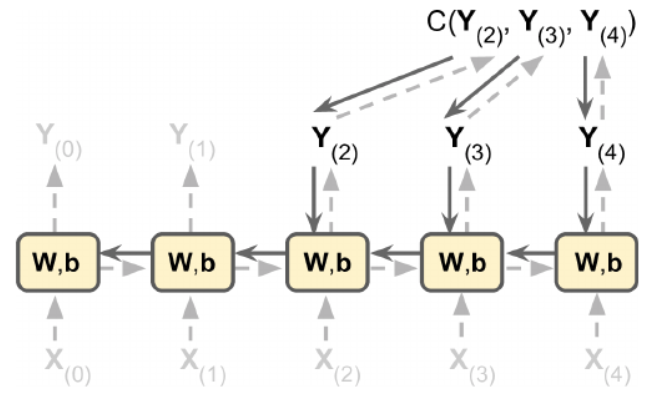 C(Y(2), Y(3), Y(4))
Y(0) Y(1) Y(2) Y(3) Y(4)
W,b W,b W,b W,b W,b
X(0) X(1) X(2) X(3) X(4)